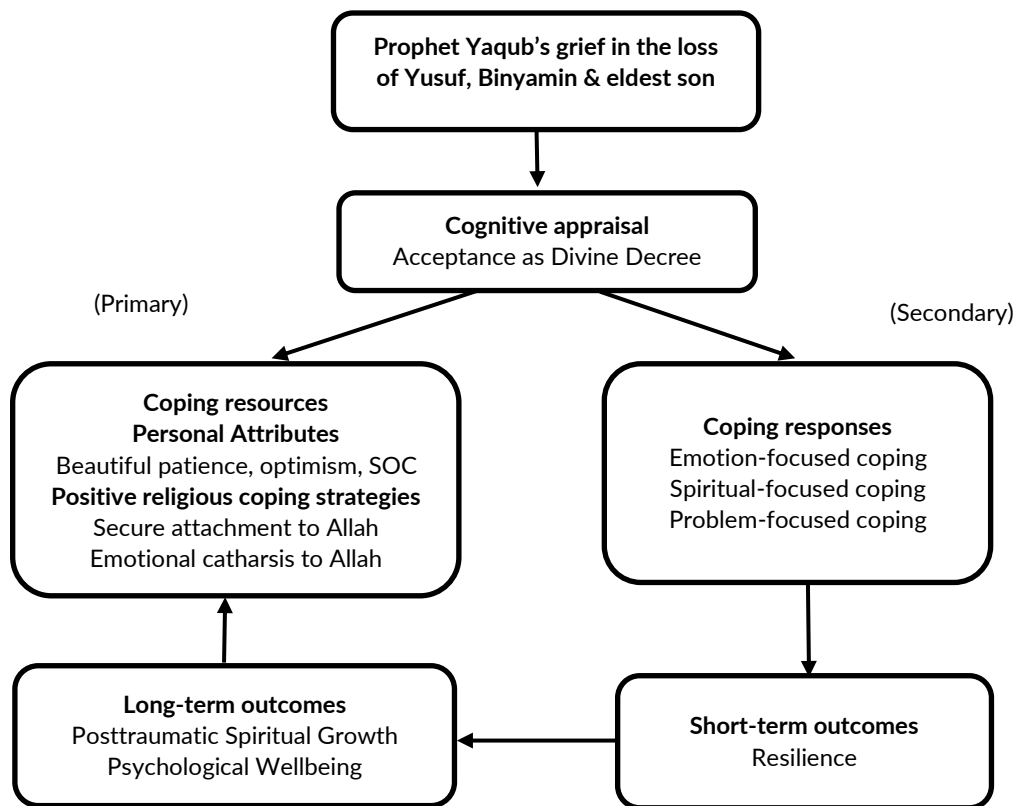 Prophet Yaqub’s grief in the loss
of Yusuf, Binyamin & eldest son
Cognitive appraisal
Acceptance as Divine Decree
(Primary)
(Secondary)
Coping resources
Personal Attributes
Beautiful patience, optimism, SOC
Positive religious coping strategies
Secure attachment to Allah
Emotional catharsis to Allah
Coping responses
Emotion-focused coping
Spiritual-focused coping
Problem-focused coping
Long-term outcomes
Posttraumatic Spiritual Growth
Psychological Wellbeing
Short-term outcomes
Resilience